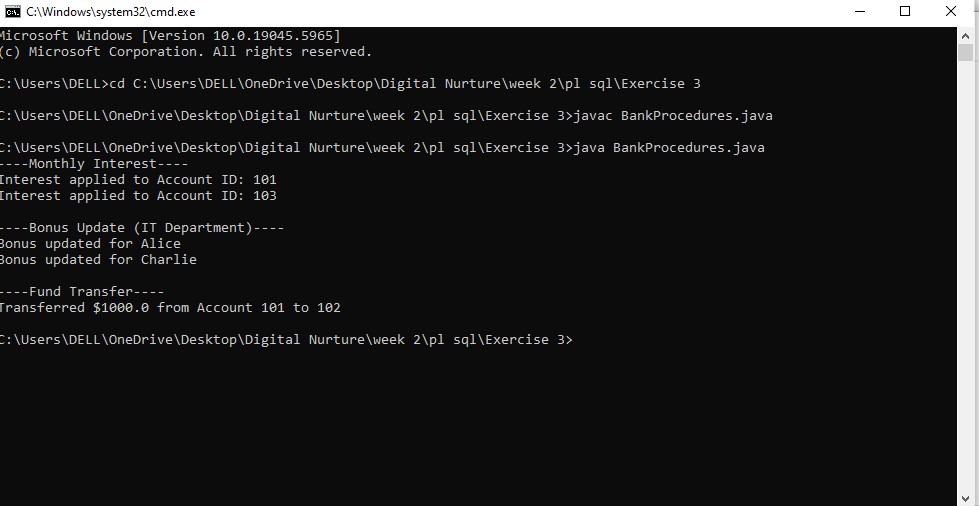 C:\Windows\system32\cmd.exe
Microsoft Windows [Version 10.0.19045.5965]
(c) Microsoft Corporation. All rights reserved.
C:\Users\DELL>cd C:\Users\DELL\OneDrive\Desktop\Digital Nurture\week 2\pl sql\Exercise 3
C:\Users\DELL\OneDrive\Desktop\Digital Nurture\week 2\pl sql\Exercise 3>javac BankProcedures.java
C:\Users\DELL\OneDrive\Desktop\Digital Nurture\week 2\pl sql\Exercise 3>java BankProcedures.java
----Monthly Interest----
Interest applied to Account ID: 101
Interest applied to Account ID: 103
----Bonus Update (IT Department)----
Bonus updated for Alice
Bonus updated for Charlie
----Fund Transfer----
Transferred $1000.0 from Account 101 to 102
C:\Users\DELL\OneDrive\Desktop\Digital Nurture\week 2\pl sql\Exercise 3>